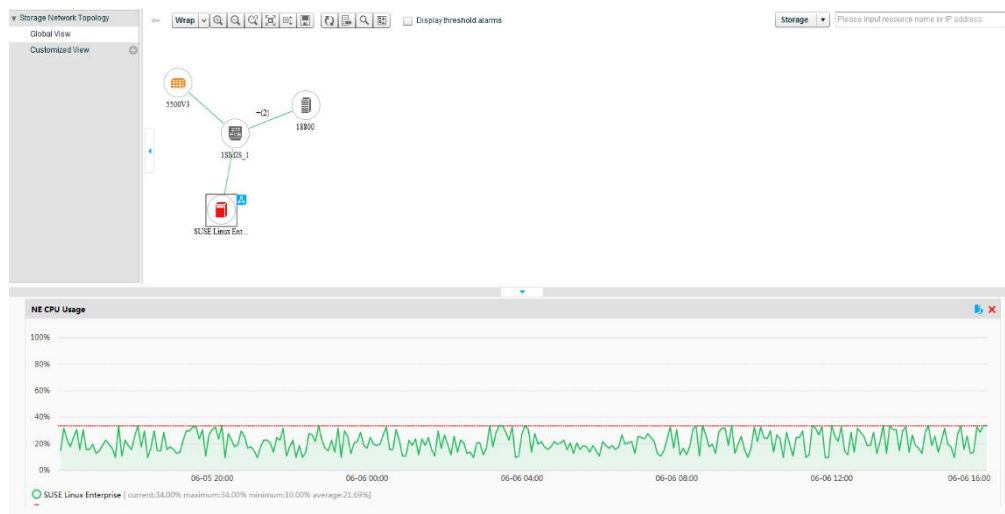 Storage Network Topology
Global View
Customized View
Wrap
Display threshold alarms
Storage
Please input resource name or IP address.
5500V3
+(2)
18800
1SMIS_1
SUSE Linux Ent...
NE CPU Usage
100%
80%
60%
40%
20%
0%
06-05 20:00
06-06 00:00
06-06 04:00
06-06 08:00
06-06 12:00
06-06 16:00
SUSE Linux Enterprise [ current:34.00% maximum:34.00% minimum:10.00% average:21.69%]